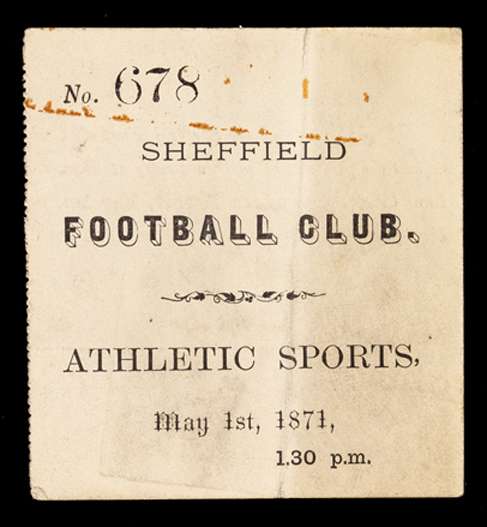 No. 678
SHEFFIELD
FOOTBALL CLUB.
ATHLETIC SPORTS,
May 1st, 1871,
1.30 p.m.